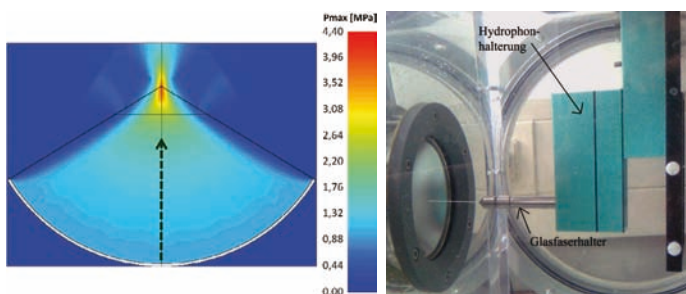 Pmax [MPa]
4,40
3,96
3,52
3,08
2,64
2,20
1,76
1,32
0,88
0,44
0,00
Hydrophon-
halterung
Glasfaserhalter